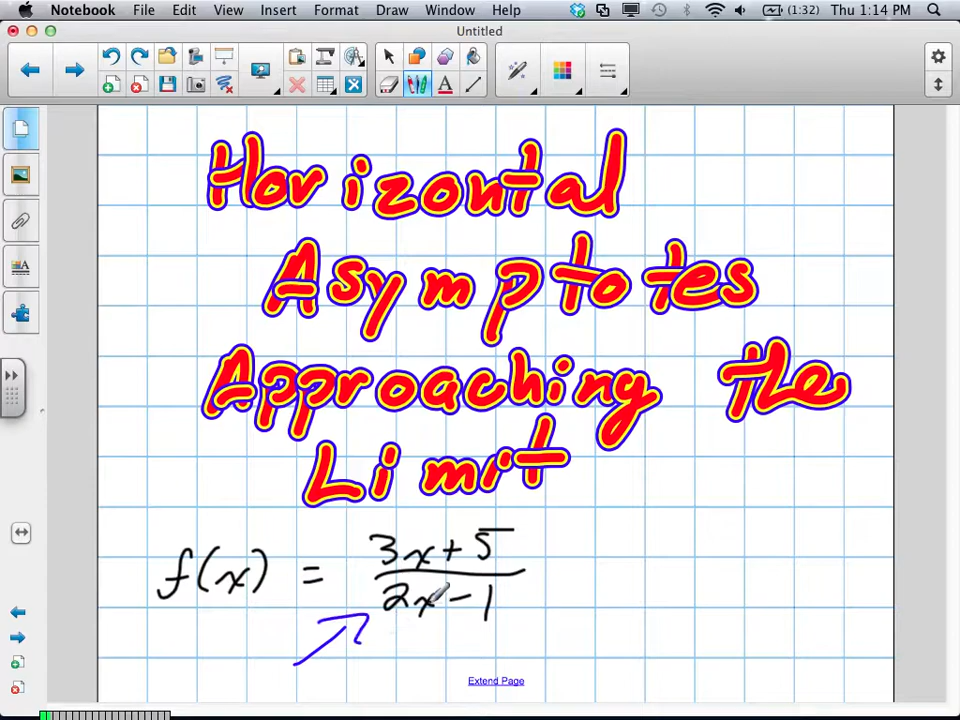 Notebook File Edit View Insert Format Draw Window Help (1:32) Thu 1:14 PM
Untitled
Horizontal
Asymptotes
Approaching the
Limit
f(x) = 3x+5
2x-1
Extend Page